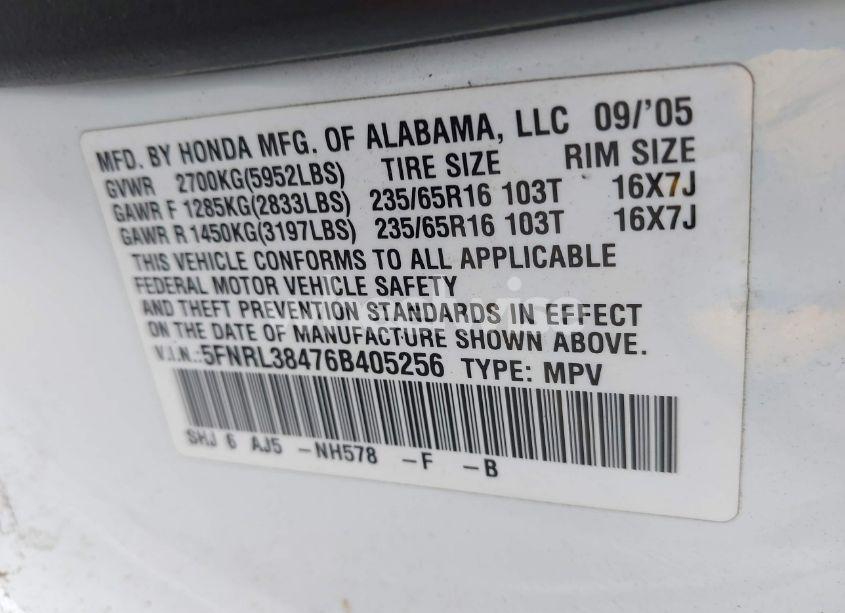 MFD. BY HONDA MFG. OF ALABAMA, LLC 09/'05
GVWR 2700KG(5952LBS) TIRE SIZE RIM SIZE
GAWR F 1285KG(2833LBS) 235/65R16 103T 16X7J
GAWR R 1450KG(3197LBS) 235/65R16 103T 16X7J
THIS VEHICLE CONFORMS TO ALL APPLICABLE
FEDERAL MOTOR VEHICLE SAFETY
AND THEFT PREVENTION STANDARDS IN EFFECT
ON THE DATE OF MANUFACTURE SHOWN ABOVE.
V.I.N.:5FNRL38476B405256 TYPE: MPV
SHJ 6 AJ5 -NH578 -F -B